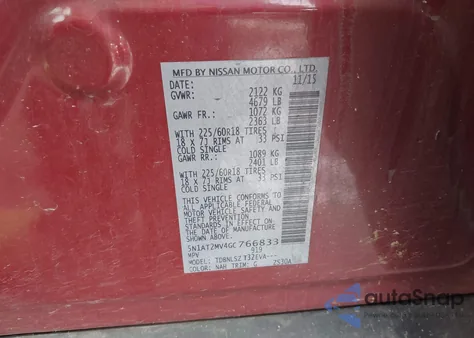 MFD BY NISSAN MOTOR CO., LTD.
DATE: 11/15
GVWR: 2122 KG
4679 LB
GAWR FR.: 1072 KG
2363 LB
WITH 225/60R18 TIRES
18 X 7J RIMS AT 33 PSI
COLD SINGLE
GAWR RR.: 1089 KG
2401 LB
WITH 225/60R18 TIRES
18 X 7J RIMS AT 33 PSI
COLD SINGLE
THIS VEHICLE CONFORMS TO
ALL APPLICABLE FEDERAL
MOTOR VEHICLE SAFETY AND
THEFT PREVENTION
STANDARDS IN EFFECT ON
THE DATE OF MANUFACTURE
SHOWN ABOVE.
5N1AT2MV4GC766833
MPV 919
MODEL: TDBNLSZ
COLOR: NAH TRIM: G
autoSnap